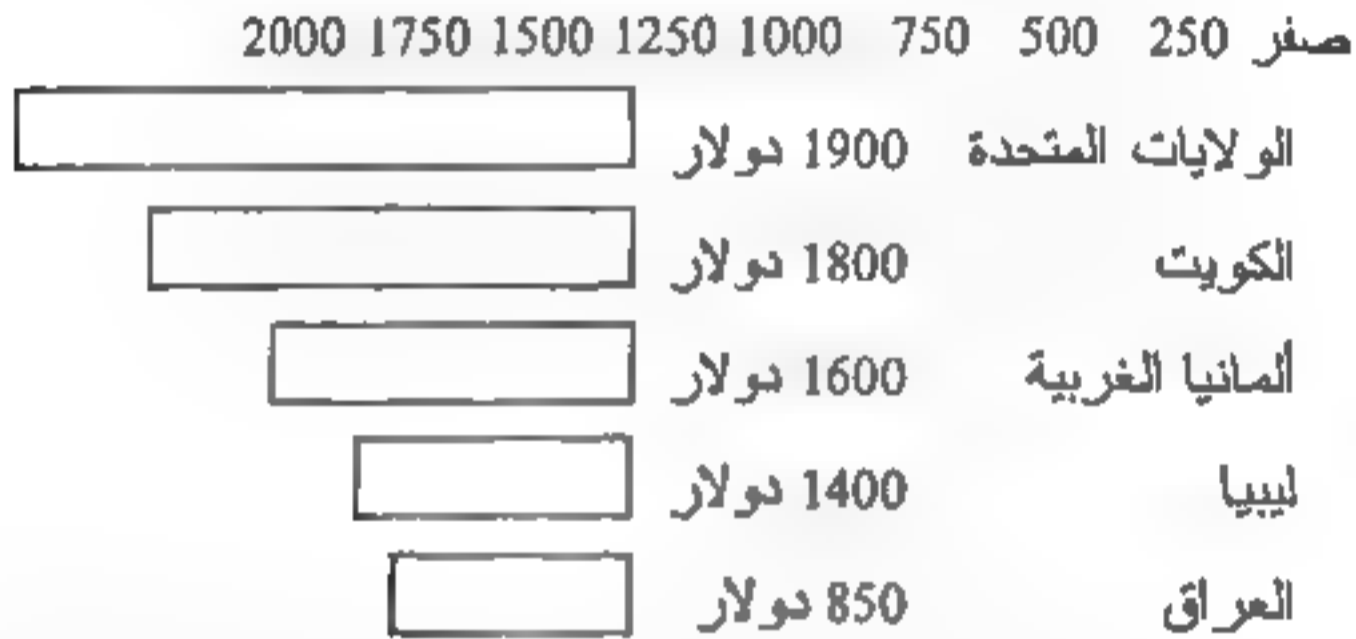 صفر 250 500 750 1000 1250 1500 1750 2000
الولايات المتحدة 1900 دولار
الكويت 1800 دولار
ألمانيا الغربية 1600 دولار
ليبيا 1400 دولار
العراق 850 دولار